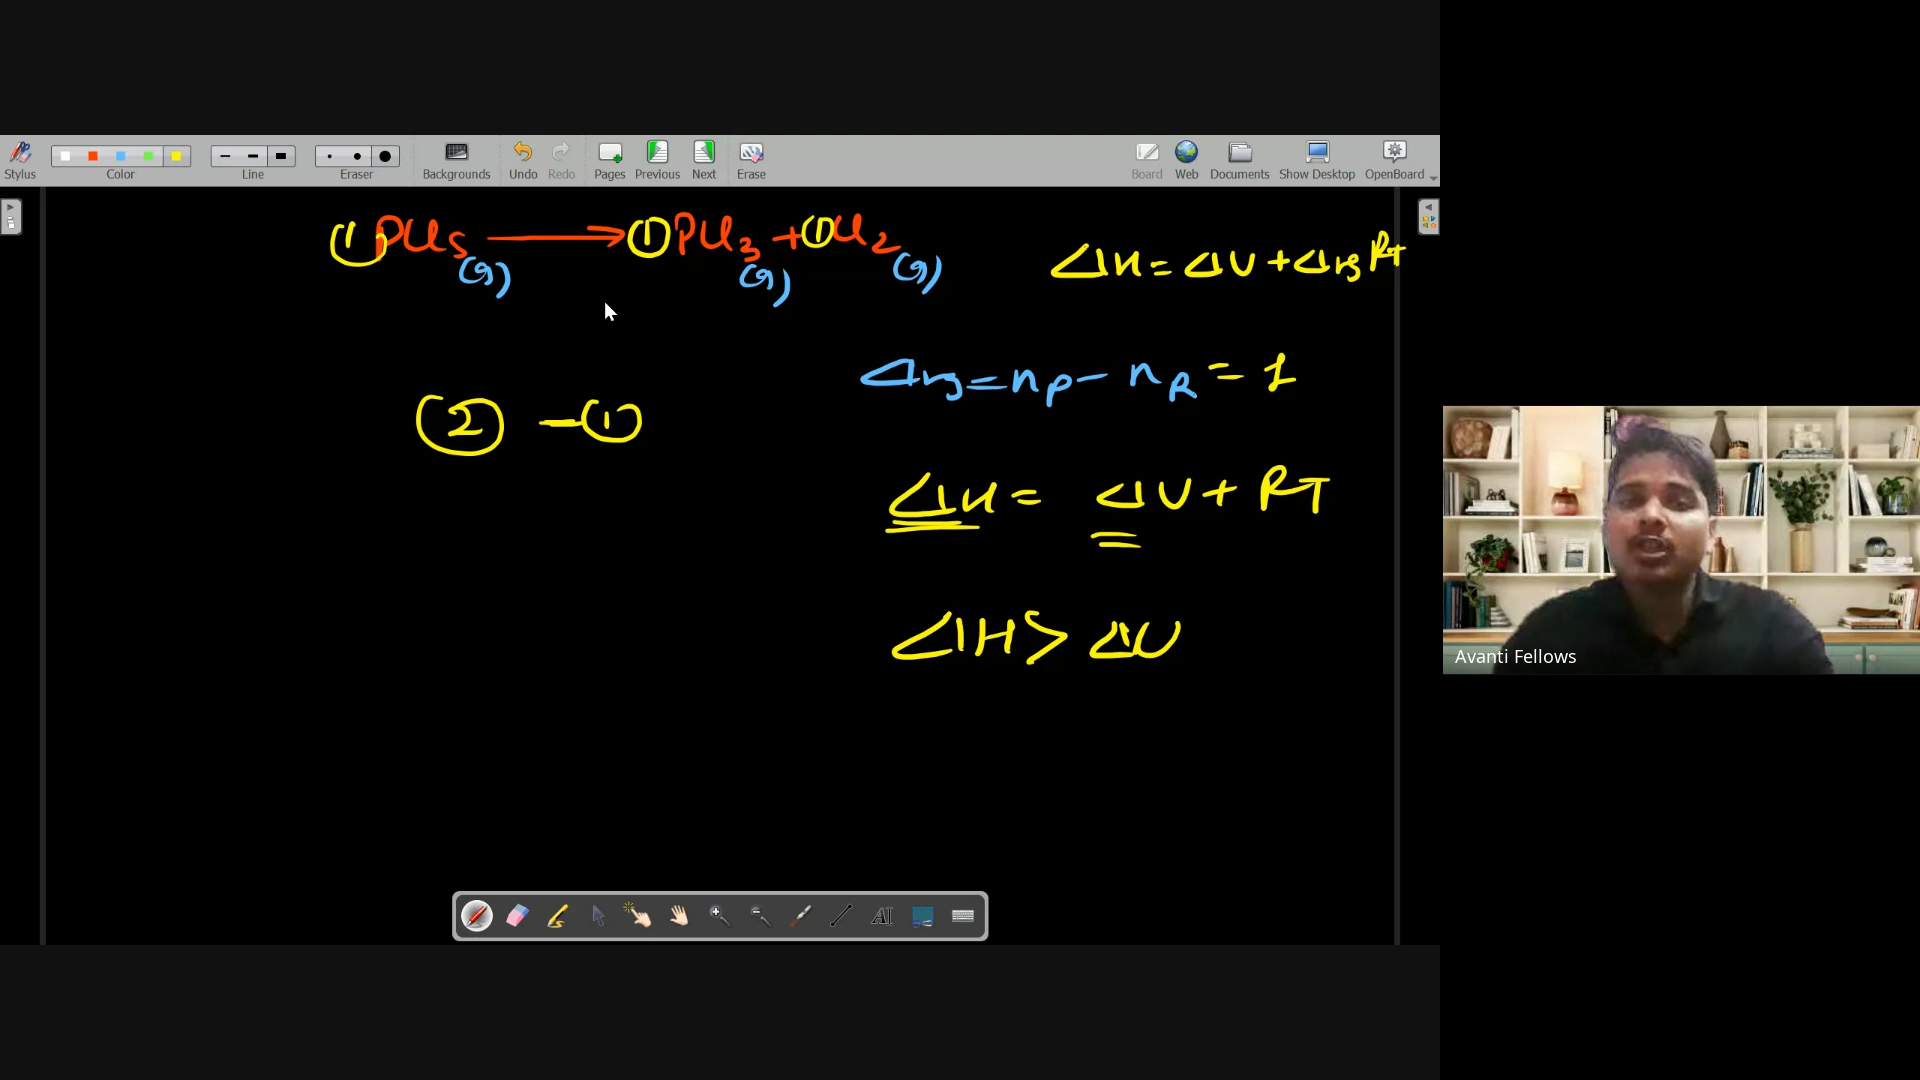 Stylus Color Line Eraser Backgrounds Undo Redo Pages Previous Next Erase Board Web Documents Show Desktop OpenBoard
① PCl5(g) ⟶ ① PCl3(g) + ① Cl2(g)
ΔH = ΔU + Δng RT
Δng = nP - nR = 1
② - ①
ΔH = ΔU + RT
ΔH > ΔU
Avanti Fellows